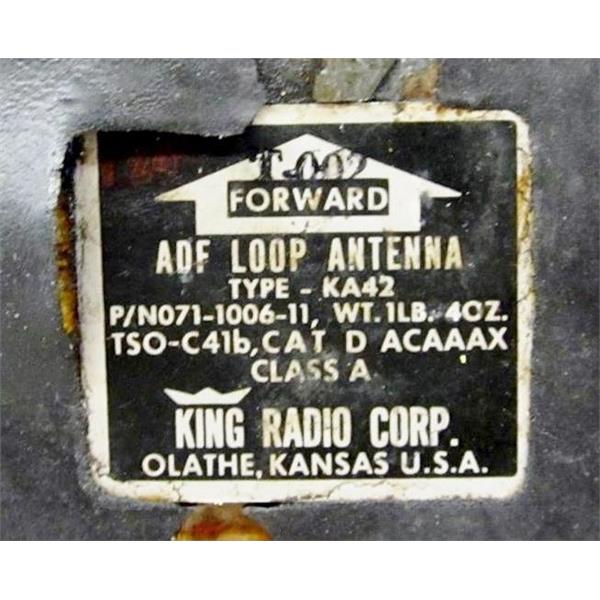 FORWARD
ADF LOOP ANTENNA
TYPE - KA42
P/N071-1006-11, WT. 1LB. 4OZ.
TSO-C41b, CAT. D ACAAAX
CLASS A
KING RADIO CORP.
OLATHE, KANSAS U.S.A.